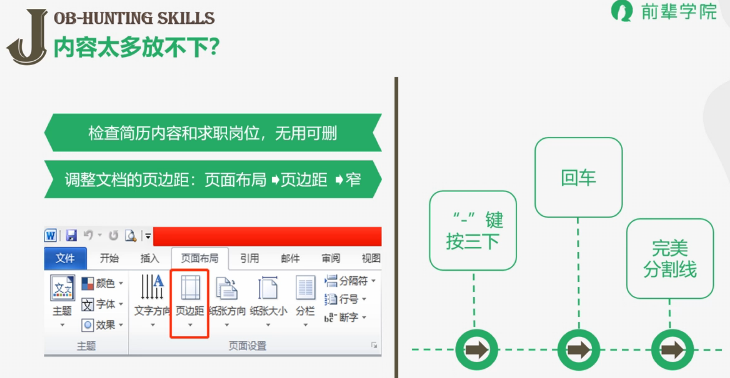 JOB-HUNTING SKILLS
前辈学院
内容太多放不下？
检查简历内容和求职岗位，无用可删
调整文档的页边距：页面布局➧页边距 ➧窄
W
文件 开始 插入 页面布局 引用 邮件 审阅 视图
文文
主题
颜色
文 字体
效果
文字方向
A
页边距
纸张方向
纸张大小
分栏
分隔符
行号
bc 断字
主题
页面设置
“-”键
按三下
回车
完美
分割线